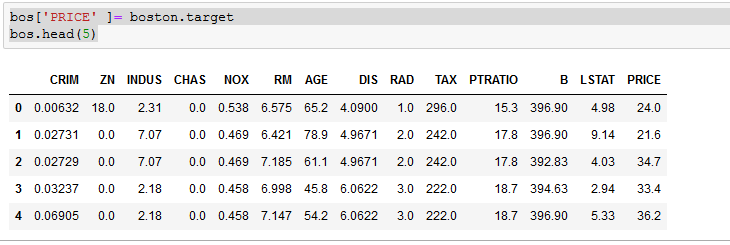 bos['PRICE' ]= boston.target
bos.head(5)
CRIM ZN INDUS CHAS NOX RM AGE DIS RAD TAX PTRATIO B LSTAT PRICE
0 0.00632 18.0 2.31 0.0 0.538 6.575 65.2 4.0900 1.0 296.0 15.3 396.90 4.98 24.0
1 0.02731 0.0 7.07 0.0 0.469 6.421 78.9 4.9671 2.0 242.0 17.8 396.90 9.14 21.6
2 0.02729 0.0 7.07 0.0 0.469 7.185 61.1 4.9671 2.0 242.0 17.8 392.83 4.03 34.7
3 0.03237 0.0 2.18 0.0 0.458 6.998 45.8 6.0622 3.0 222.0 18.7 394.63 2.94 33.4
4 0.06905 0.0 2.18 0.0 0.458 7.147 54.2 6.0622 3.0 222.0 18.7 396.90 5.33 36.2